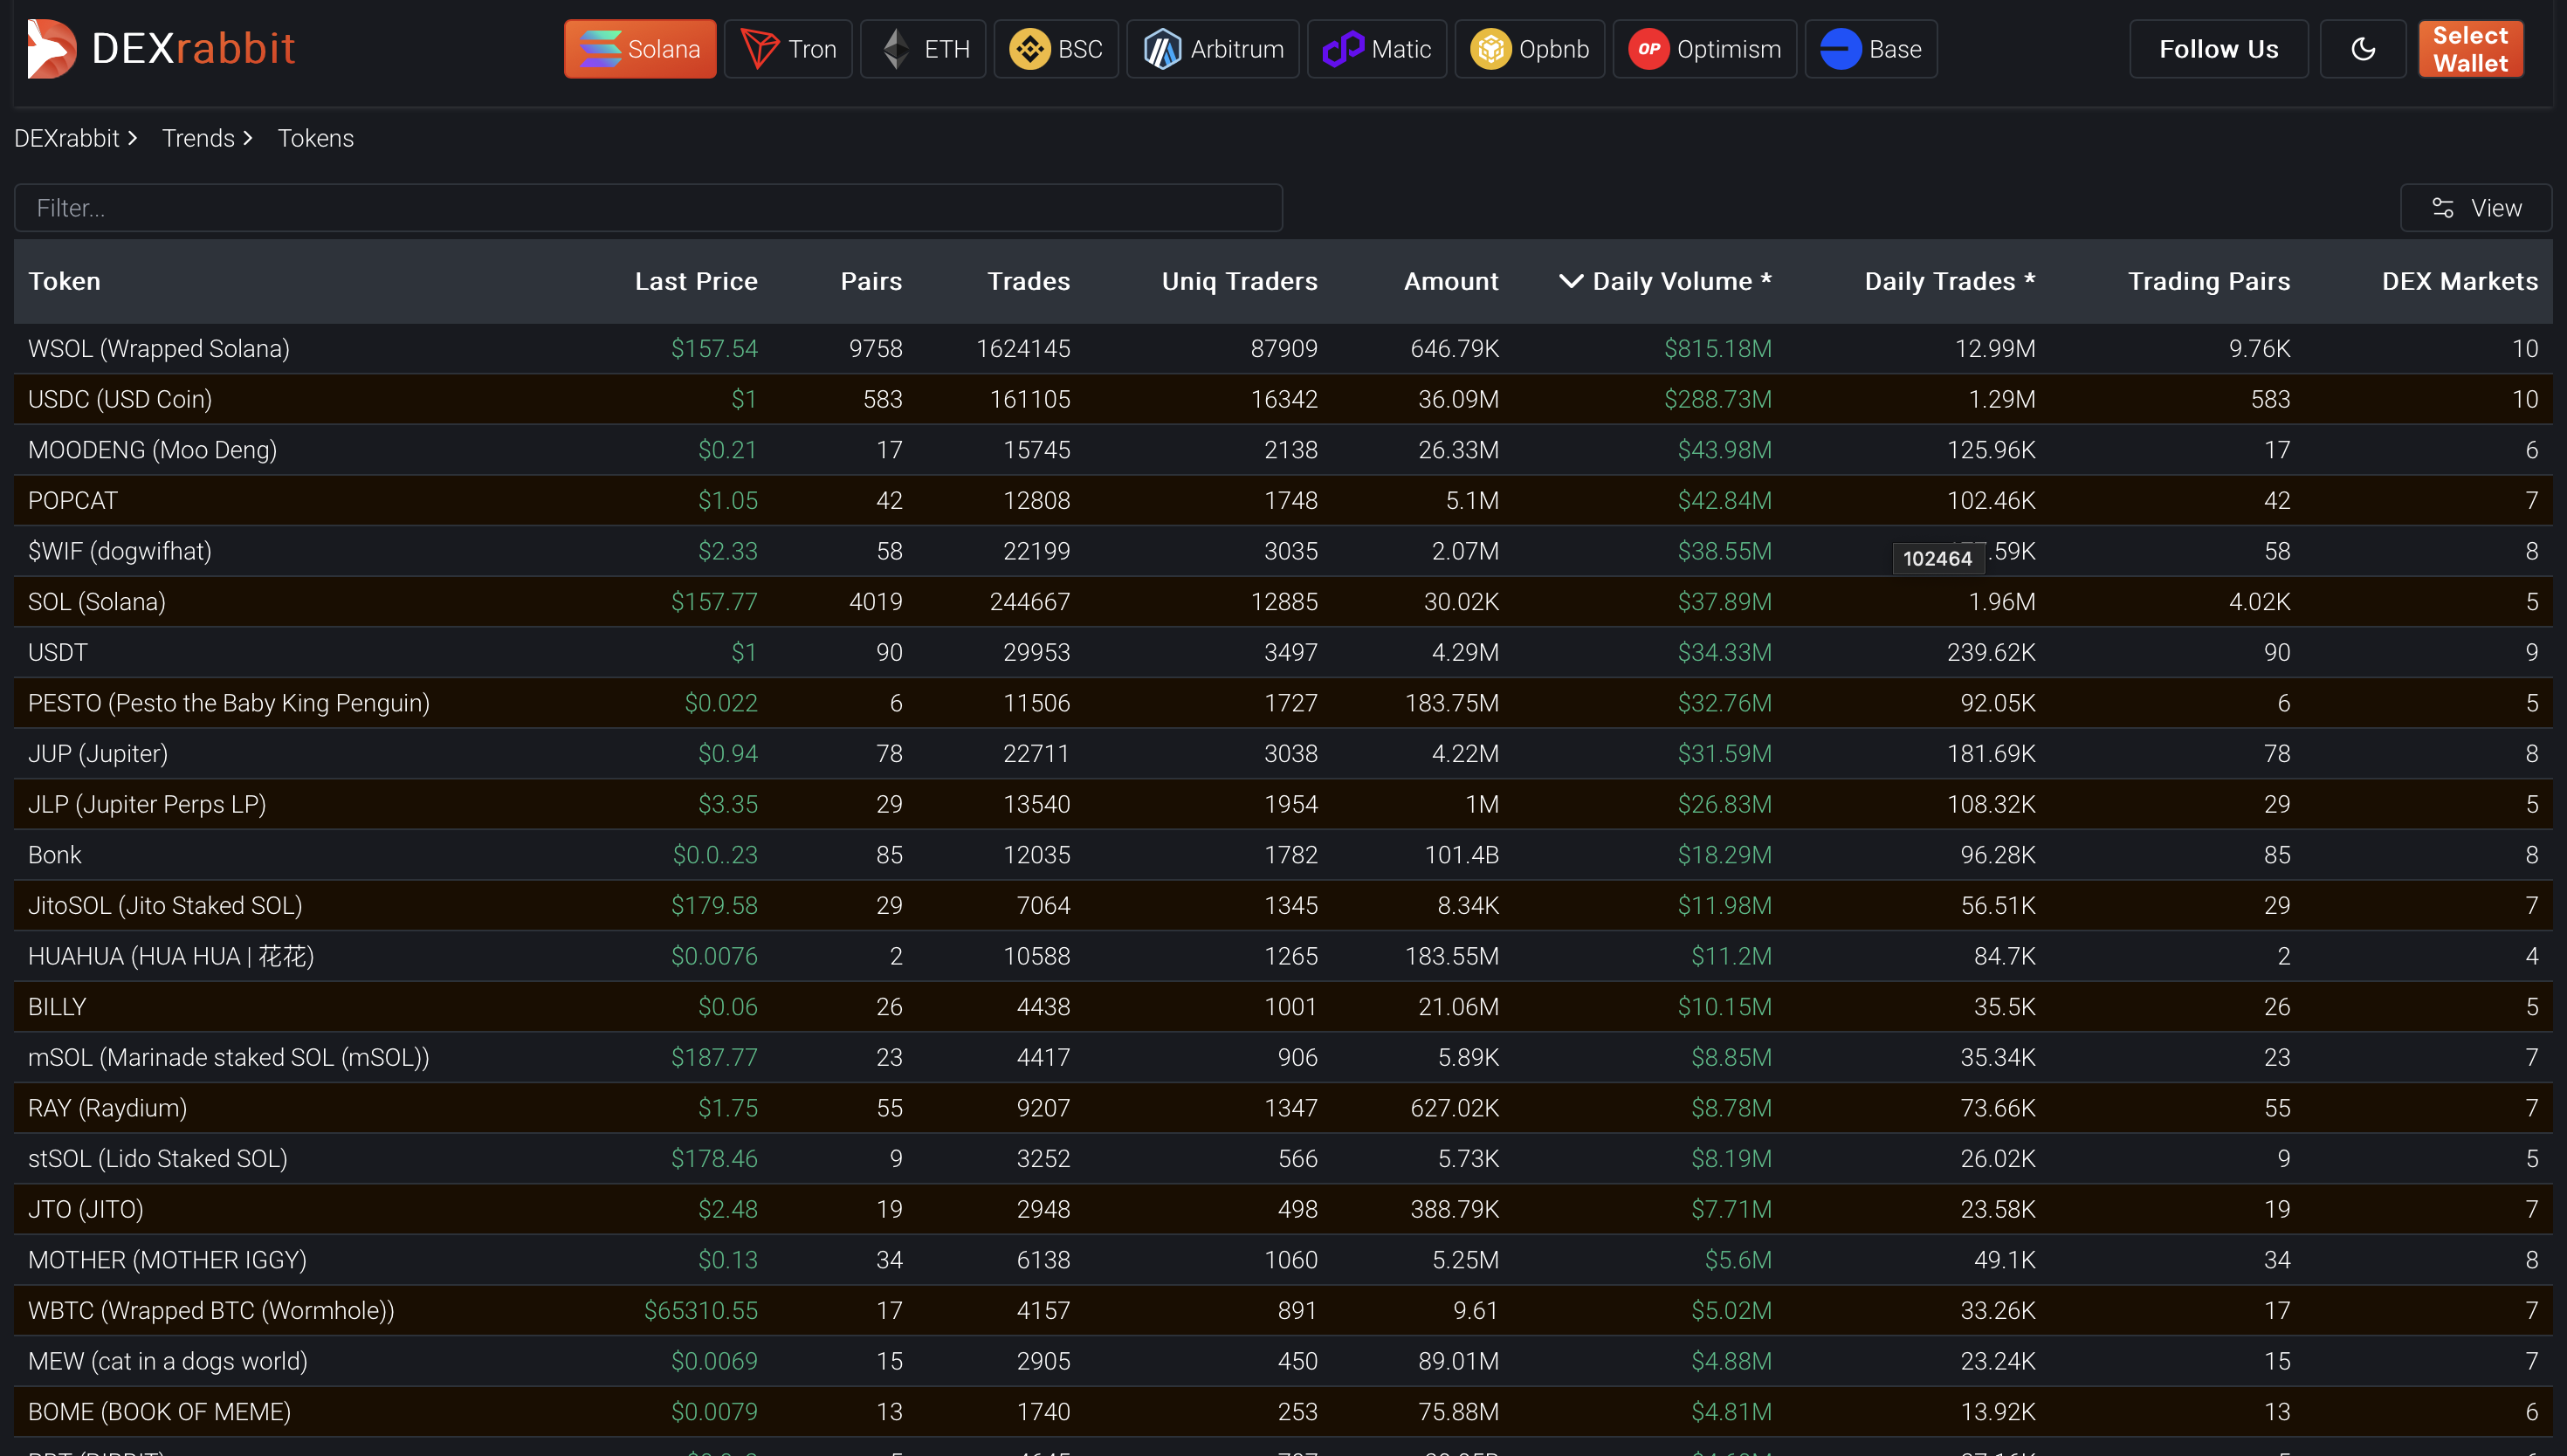 DEXrabbit Solana Tron ETH BSC Arbitrum Matic Opbnb Optimism Base Follow Us Select Wallet
DEXrabbit Trends Tokens
Filter... View
Token Last Price Pairs Trades Uniq Traders Amount Daily Volume * Daily Trades * Trading Pairs DEX Markets
WSOL (Wrapped Solana) $157.54 9758 1624145 87909 646.79K $815.18M 12.99M 9.76K 10
USDC (USD Coin) $1 583 161105 16342 36.09M $288.73M 1.29M 583 10
MOODENG (Moo Deng) $0.21 17 15745 2138 26.33M $43.98M 125.96K 17 6
POPCAT $1.05 42 12808 1748 5.1M $42.84M 102.46K 42 7
$WIF (dogwifhat) $2.33 58 22199 3035 2.07M $38.55M .59K 58 8
102464
SOL (Solana) $157.77 4019 244667 12885 30.02K $37.89M 1.96M 4.02K 5
USDT $1 90 29953 3497 4.29M $34.33M 239.62K 90 9
PESTO (Pesto the Baby King Penguin) $0.022 6 11506 1727 183.75M $32.76M 92.05K 6 5
JUP (Jupiter) $0.94 78 22711 3038 4.22M $31.59M 181.69K 78 8
JLP (Jupiter Perps LP) $3.35 29 13540 1954 1M $26.83M 108.32K 29 5
Bonk $0.0..23 85 12035 1782 101.4B $18.29M 96.28K 85 8
JitoSOL (Jito Staked SOL) $179.58 29 7064 1345 8.34K $11.98M 56.51K 29 7
HUAHUA (HUA HUA | 花花) $0.0076 2 10588 1265 183.55M $11.2M 84.7K 2 4
BILLY $0.06 26 4438 1001 21.06M $10.15M 35.5K 26 5
mSOL (Marinade staked SOL (mSOL)) $187.77 23 4417 906 5.89K $8.85M 35.34K 23 7
RAY (Raydium) $1.75 55 9207 1347 627.02K $8.78M 73.66K 55 7
stSOL (Lido Staked SOL) $178.46 9 3252 566 5.73K $8.19M 26.02K 9 5
JTO (JITO) $2.48 19 2948 498 388.79K $7.71M 23.58K 19 7
MOTHER (MOTHER IGGY) $0.13 34 6138 1060 5.25M $5.6M 49.1K 34 8
WBTC (Wrapped BTC (Wormhole)) $65310.55 17 4157 891 9.61 $5.02M 33.26K 17 7
MEW (cat in a dogs world) $0.0069 15 2905 450 89.01M $4.88M 23.24K 15 7
BOME (BOOK OF MEME) $0.0079 13 1740 253 75.88M $4.81M 13.92K 13 6